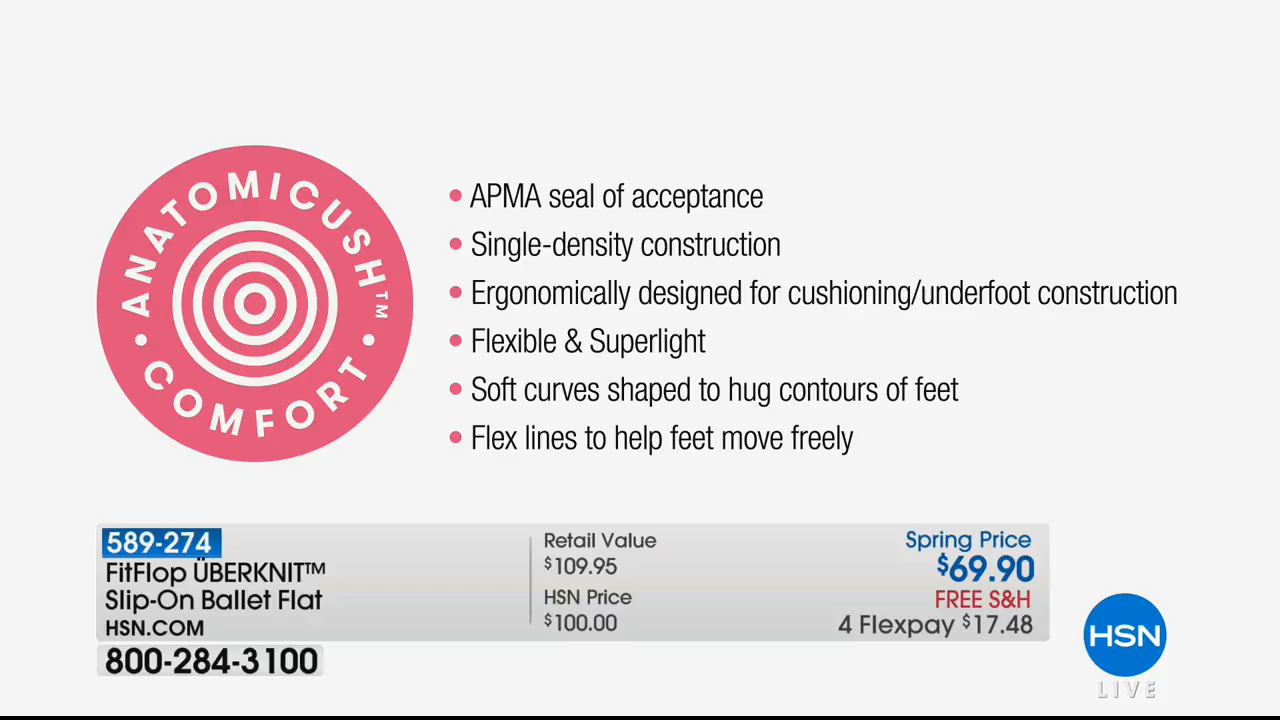 ANATOMICUSH™
• COMFORT •
• APMA seal of acceptance
• Single-density construction
• Ergonomically designed for cushioning/underfoot construction
• Flexible & Superlight
• Soft curves shaped to hug contours of feet
• Flex lines to help feet move freely
589-274
FitFlop ÜBERKNIT™
Slip-On Ballet Flat
HSN.COM
800-284-3100
Retail Value
$109.95
HSN Price
$100.00
Spring Price
$69.90
FREE S&H
4 Flexpay $17.48
HSN
LIVE